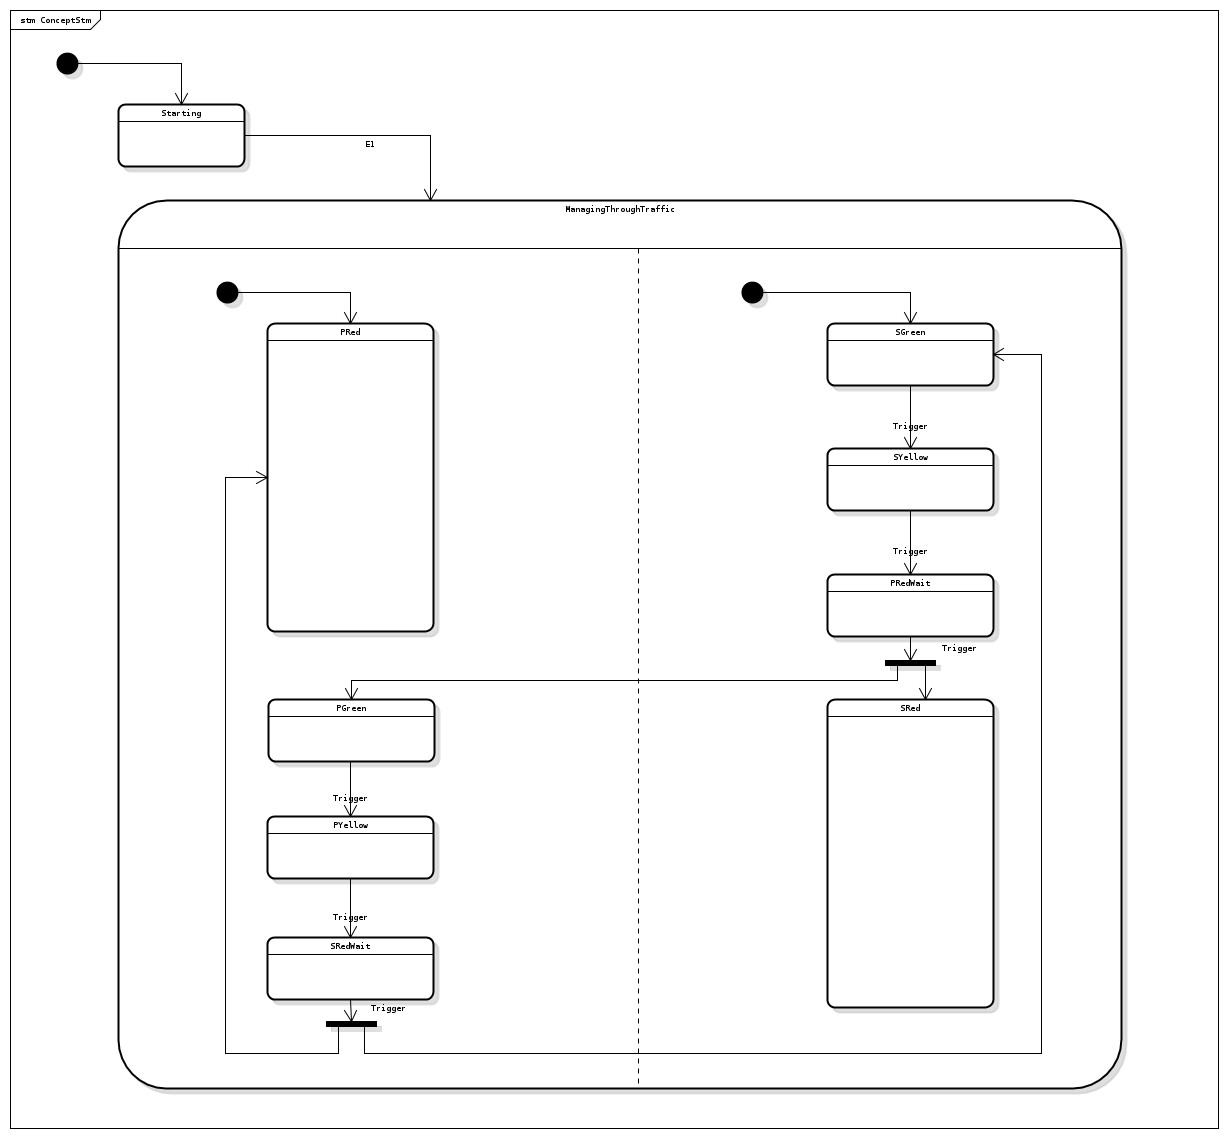 stm ConceptStm
Starting
E1
ManagingThroughTraffic
PRed
SGreen
Trigger
SYellow
Trigger
PRedWait
Trigger
PGreen
SRed
Trigger
PYellow
Trigger
SRedWait
Trigger